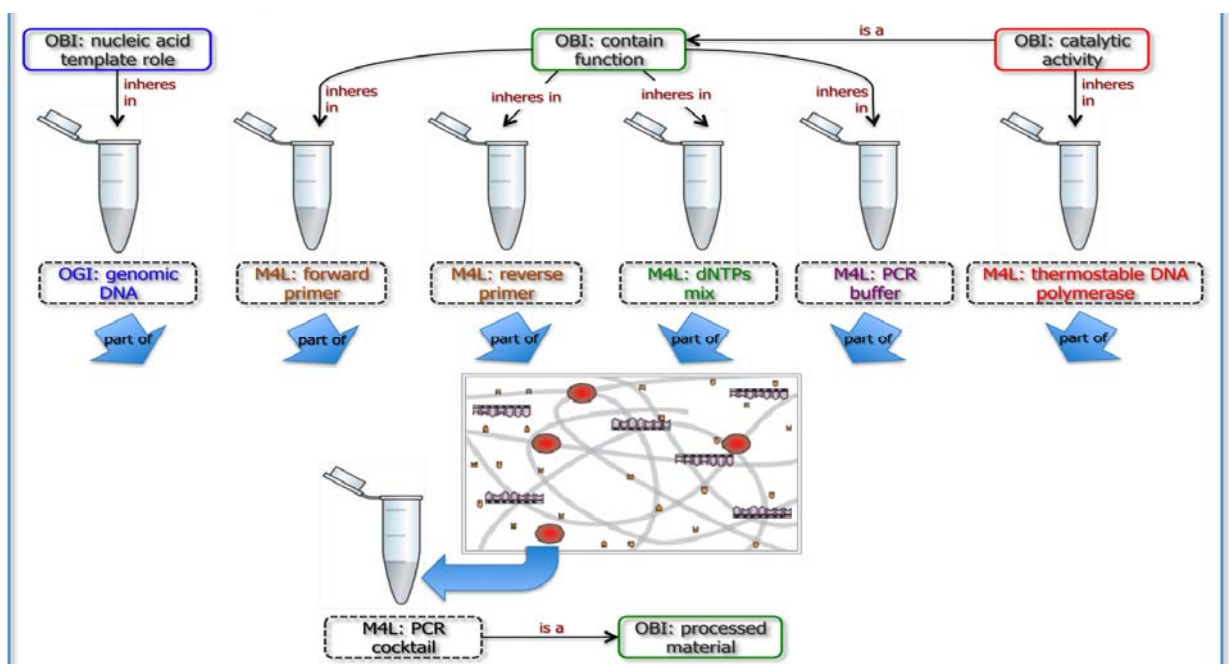 OBI: nucleic acid
template role
OBI: contain
function
is a
OBI: catalytic
activity
inheres
in
inheres
in
inheres in
inheres in
inheres
in
inheres
in
OGI: genomic
DNA
M4L: forward
primer
M4L: reverse
primer
M4L: dNTPs
mix
M4L: PCR
buffer
M4L: thermostable DNA
polymerase
part of
part of
part of
part of
part of
part of
M4L: PCR
cocktail
is a
OBI: processed
material